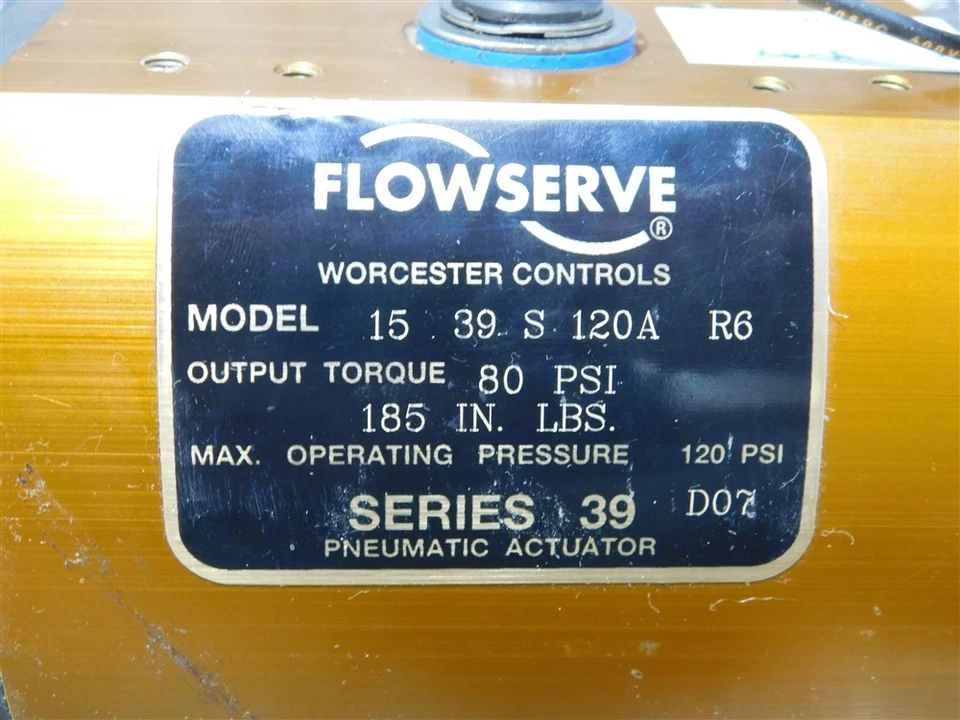 FLOWSERVE®
WORCESTER CONTROLS
MODEL 15 39 S 120A R6
OUTPUT TORQUE 80 PSI
185 IN. LBS.
MAX. OPERATING PRESSURE 120 PSI
SERIES 39 D07
PNEUMATIC ACTUATOR